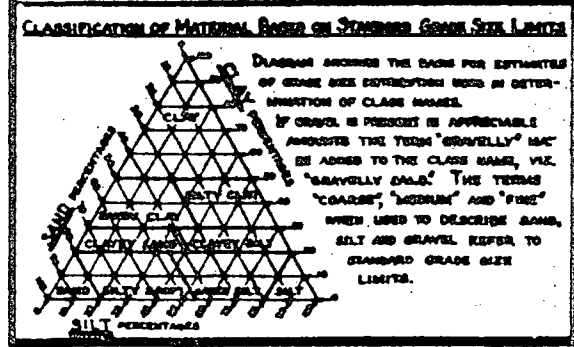 CLASSIFICATION OF MATERIAL BASED ON STANDARD GRADE SIZE LIMITS
DIAGRAM SHOWING THE BASIS FOR ESTIMATES
OF GRADE SIZE DISTRIBUTION USED IN DETER-
MINATION OF CLASS NAMES.
IF GRAVEL IS PRESENT IN APPRECIABLE
AMOUNTS THE TERM "GRAVELLY" MAY
BE ADDED TO THE CLASS NAME, VIZ.
"GRAVELLY SAND." THE TERMS
"COARSE", "MEDIUM" AND "FINE"
WHEN USED TO DESCRIBE SAND,
SILT AND GRAVEL REFER TO
STANDARD GRADE SIZE
LIMITS.
CLAY PERCENTAGES
SAND PERCENTAGES
CLAY
SILTY CLAY
SANDY CLAY
CLAYEY SAND
CLAYEY SILT
SAND
SILTY SAND
SANDY SILT
SILT
SILT PERCENTAGES